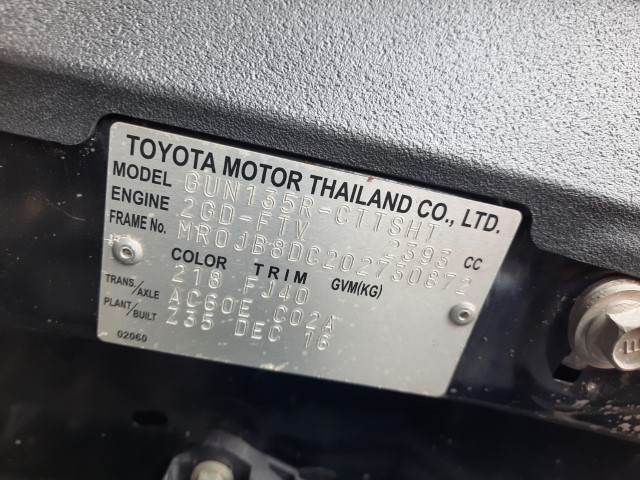 TOYOTA MOTOR THAILAND CO., LTD.
MODEL GUN135R-CTTSHT
ENGINE 2GD-FTV 2393 CC
FRAME NO. MR0JB8DC202730872
COLOR TRIM GVM(KG)
218 FJ40
TRANS/AXLE AC60E C02A
PLANT/BUILT Z35 DEC 16
02060